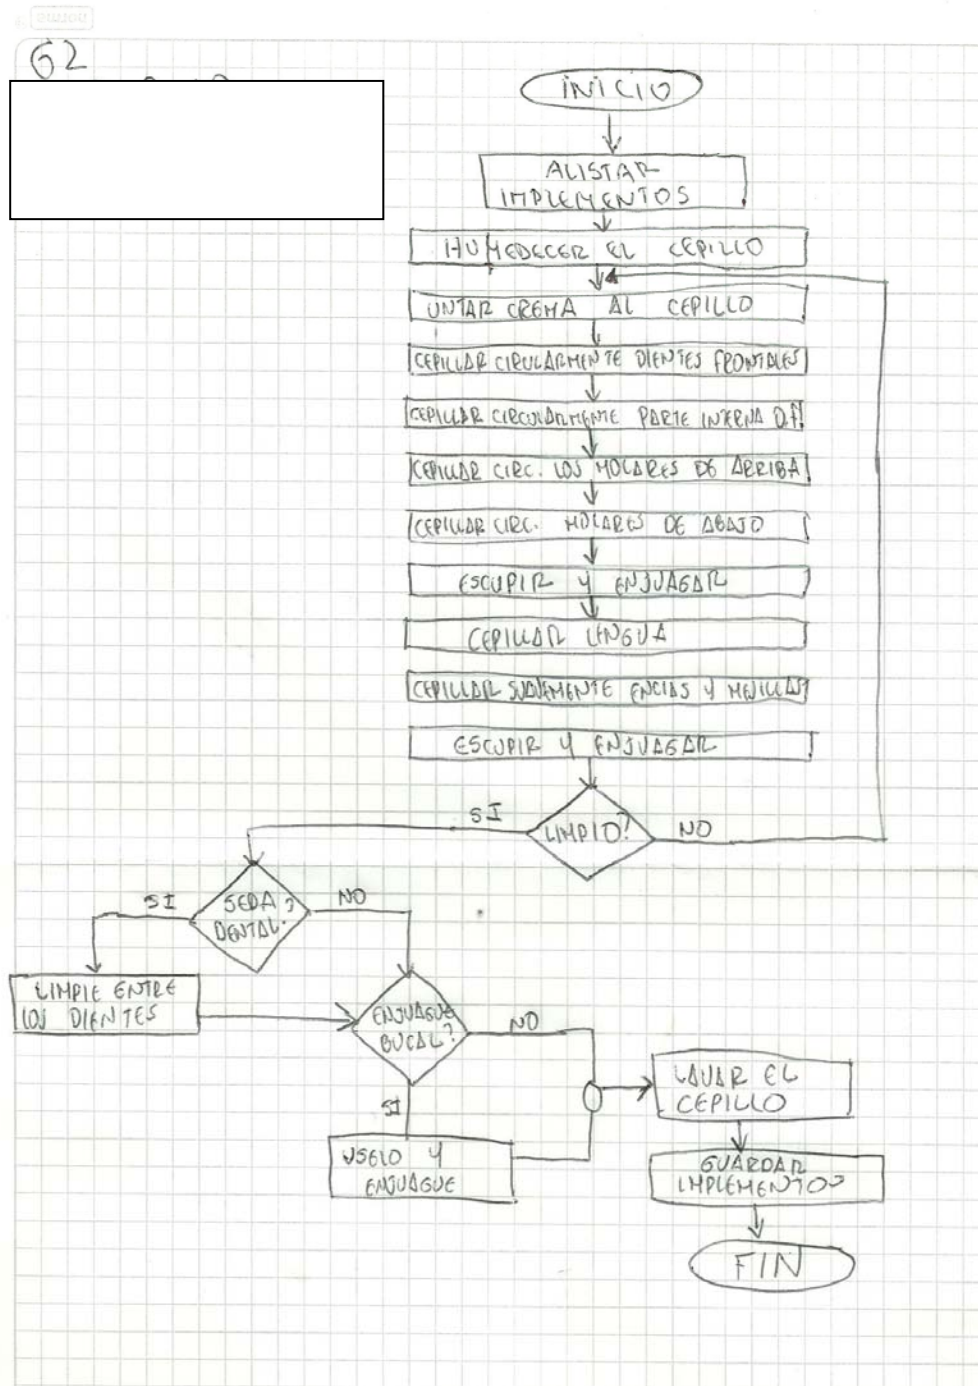 G2
INICIO
ALISTAR
IMPLEMENTOS
HUMEDECER EL CEPILLO
UNTAR CREMA AL CEPILLO
CEPILLAR CIRULARMENTE DIENTES FRONTALES
CEPILLAR CIRCULARMENTE PARTE INTERNA D.F.
CEPILLAR CIRC. LOS MOLARES DE ARRIBA
CEPILLAR CIRC. MOLARES DE ABAJO
ESCUPIR Y ENJUAGAR
CEPILLAR LENGUA
CEPILLAR SUAVEMENTE ENCIAS Y MEJILLAS
ESCUPIR Y ENJUAGAR
LIMPIO?
SI
NO
SEDA
DENTAL?
SI
NO
LIMPIE ENTRE
LOS DIENTES
ENJUAGUE
BUCAL?
NO
SI
USELO Y
ENJUAGUE
LAVAR EL
CEPILLO
GUARDAR
IMPLEMENTOS
FIN